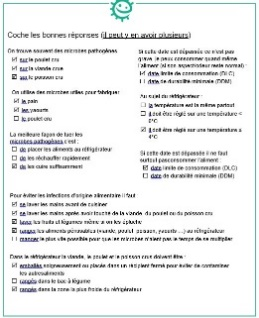 Coche les bonnes réponses (il peut y en avoir plusieurs)
On trouve souvent des microbes pathogènes
sur le poulet cru
sur la viande crue
sur le poisson cru
On utilise des microbes utiles pour fabriquer
le pain
les yaourts
le poulet cru
La meilleure façon de tuer les
microbes pathogènes c'est :
de placer les aliments au réfrigérateur
de les réchauffer rapidement
de les cuire suffisamment
Si cette date est dépassée ce n'est pas
grave, je peux consommer quand même
l'aliment (si son aspect/odeur reste normal) :
date limite de consommation (DLC)
date de durabilité minimale (DDM)
Au sujet du réfrigérateur :
la température est la même partout
il doit être réglé sur une température <
il doit être réglé sur une température ≤
4°C
Si cette date est dépassée il ne faut
surtout pas consommer l'aliment :
date limite de consommation (DLC)
date de durabilité minimale (DDM)
Pour éviter les infections d'origine alimentaire il faut
se laver les mains avant de cuisiner
se laver les mains après avoir touché de la viande, du poulet ou du poisson cru
laver les fruits et légumes même si on les épluche
ranger les aliments périssables (viande, poulet, poisson, yaourts …) au réfrigérateur
manger le plus vite possible pour que les microbes n'aient pas le temps de se multiplier
Dans le réfrigérateur la viande, le poulet et le poisson crus doivent être :
emballés soigneusement ou placés dans un récipient fermé pour éviter de contaminer
les autres aliments
rangés dans le bac à légume
rangés dans la zone la plus froide du réfrigérateur